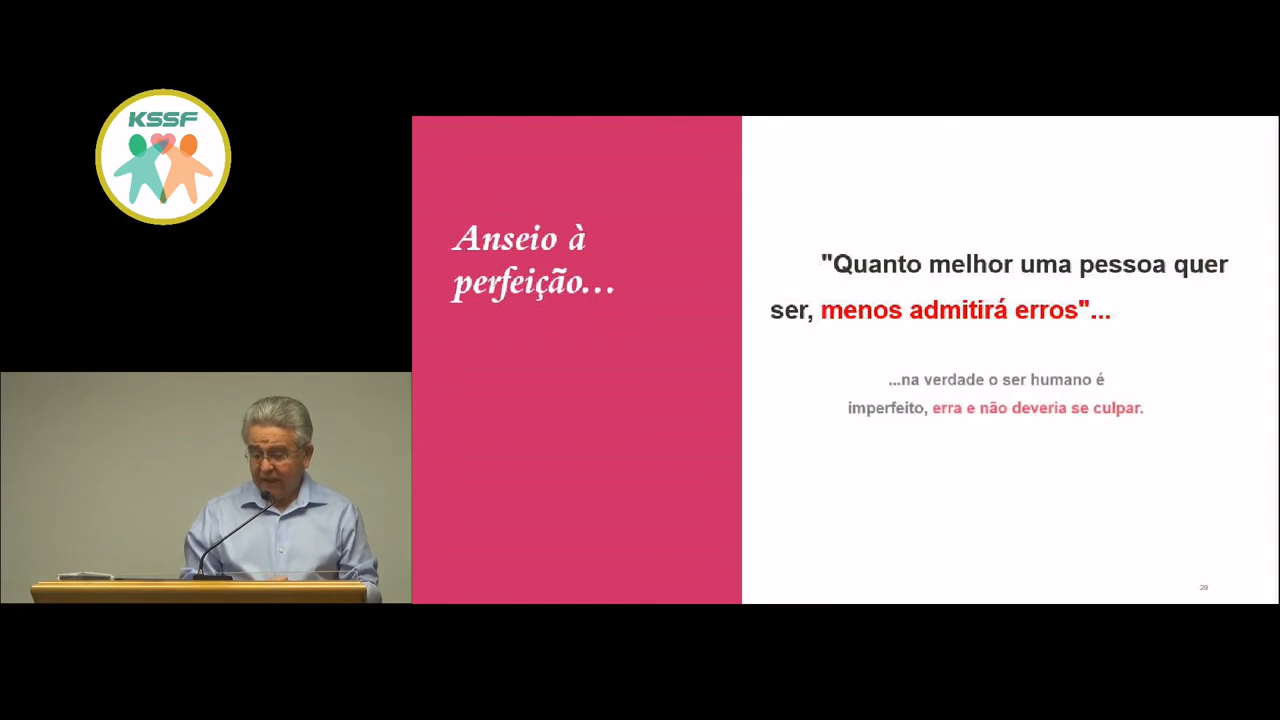 KSSF
Anseio à
perfeição...
"Quanto melhor uma pessoa quer
ser, menos admitirá erros"...
...na verdade o ser humano é
imperfeito, erra e não deveria se culpar.
29